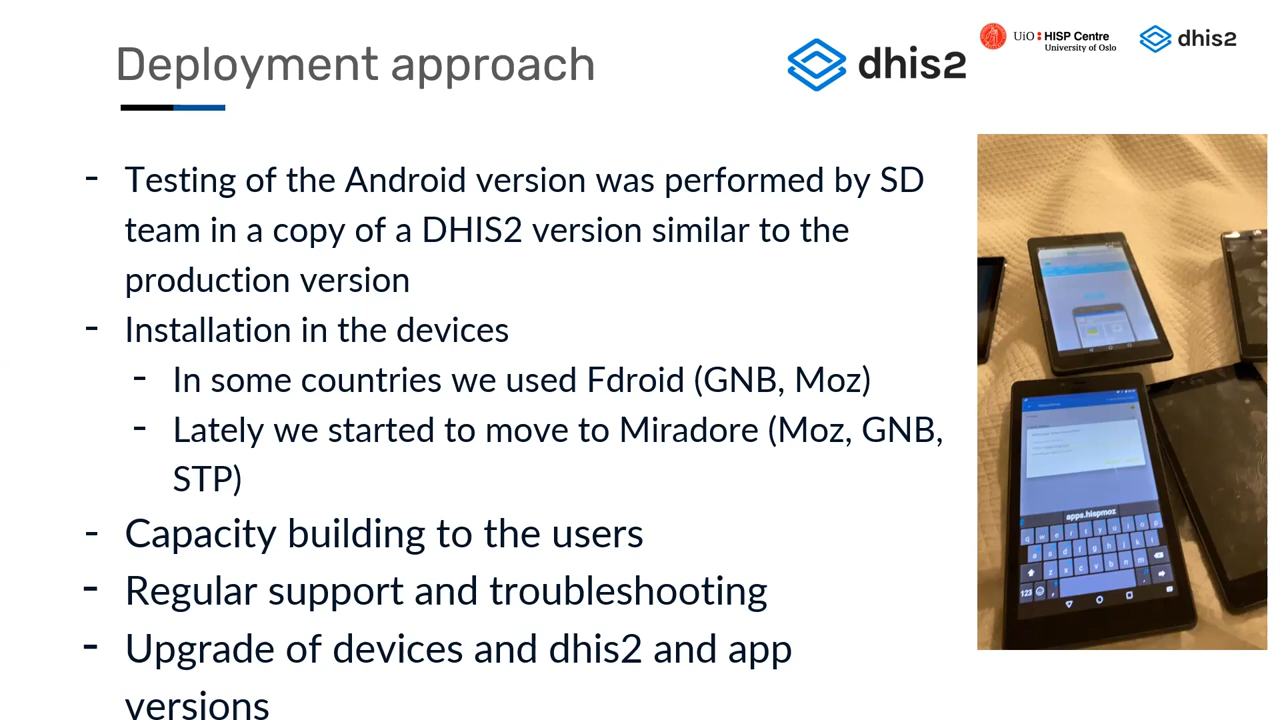 Deployment approach
dhis2
UiO HISP Centre
University of Oslo
dhis2
- Testing of the Android version was performed by SD
team in a copy of a DHIS2 version similar to the
production version
- Installation in the devices
- In some countries we used Fdroid (GNB, Moz)
- Lately we started to move to Miradore (Moz, GNB,
STP)
- Capacity building to the users
- Regular support and troubleshooting
- Upgrade of devices and dhis2 and app
versions
apps.hispmoz
q w e r t y u i o p
a s d f g h j k l
z x c v b n m
123